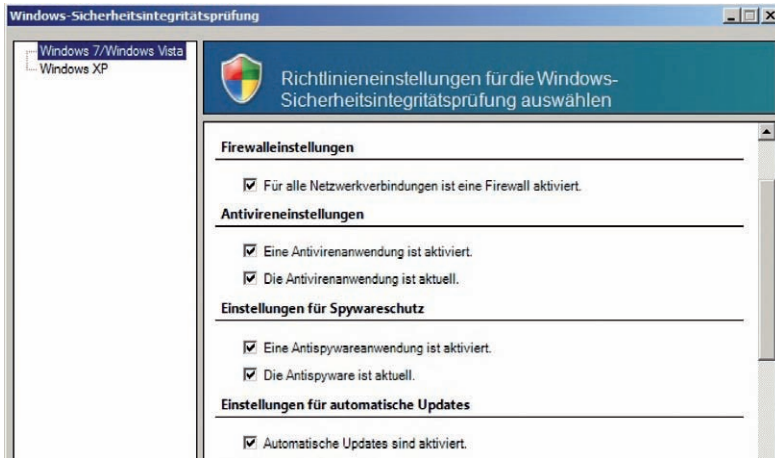 Windows-Sicherheitsintegritätsprüfung
Windows 7/Windows Vista
Windows XP
Richtlinieneinstellungen für die Windows-
Sicherheitsintegritätsprüfung auswählen
Firewalleinstellungen
Für alle Netzwerkverbindungen ist eine Firewall aktiviert.
Antivireneinstellungen
Eine Antivirenanwendung ist aktiviert.
Die Antivirenanwendung ist aktuell.
Einstellungen für Spywareschutz
Eine Antispywareanwendung ist aktiviert.
Die Antispyware ist aktuell.
Einstellungen für automatische Updates
Automatische Updates sind aktiviert.